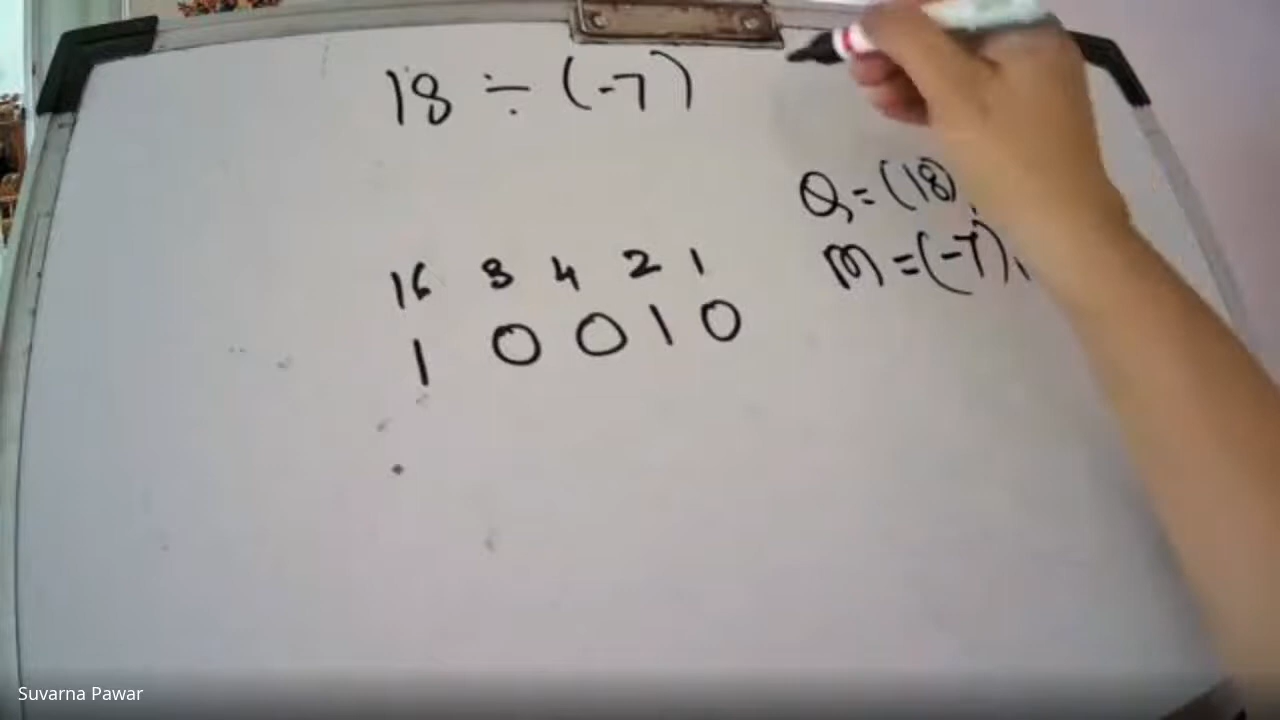 18 ÷ (-7)
Q = (18)
M = (-7)
16 8 4 2 1
1 0 0 1 0
Suvarna Pawar